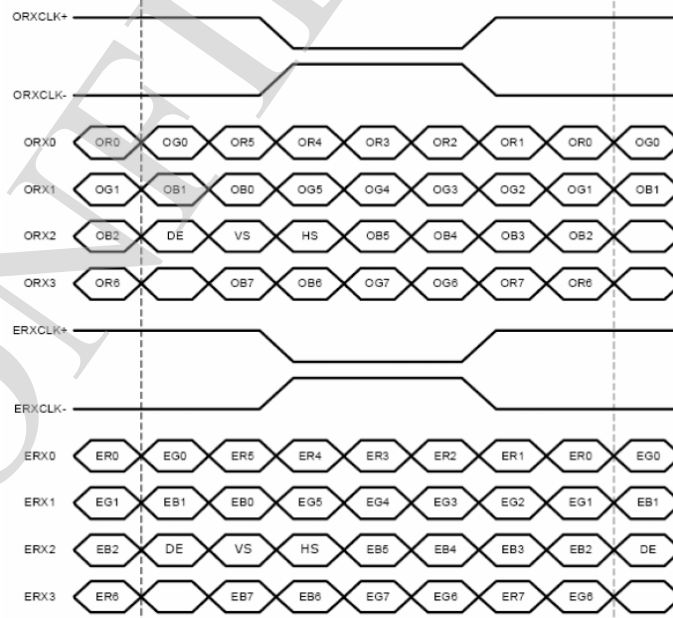 ORXCLK+
ORXCLK-
ORX0 OR0 OG0 OR5 OR4 OR3 OR2 OR1 OR0 OG0
ORX1 OG1 OB1 OB0 OG5 OG4 OG3 OG2 OG1 OB1
ORX2 OB2 DE VS HS OB5 OB4 OB3 OB2
ORX3 OR6 OB7 OB6 OG7 OG6 OR7 OR6
ERXCLK+
ERXCLK-
ERX0 ER0 EG0 ER5 ER4 ER3 ER2 ER1 ER0 EG0
ERX1 EG1 EB1 EB0 EG5 EG4 EG3 EG2 EG1 EB1
ERX2 EB2 DE VS HS EB5 EB4 EB3 EB2 DE
ERX3 ER6 EB7 EB6 EG7 EG6 ER7 EG6